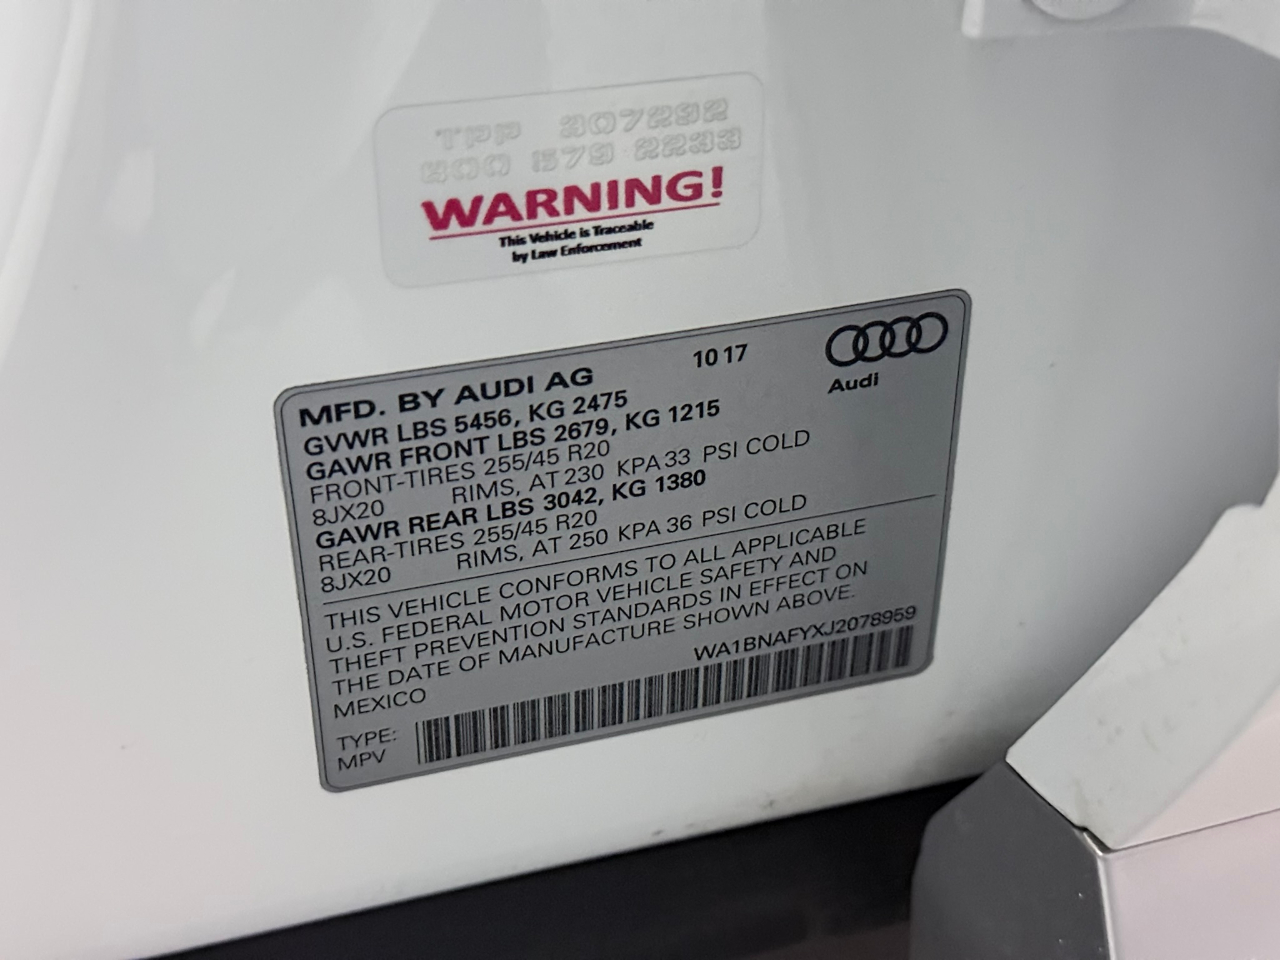 TPP 307292
800 579 2233
WARNING!
This Vehicle is Traceable
by Law Enforcement
MFD. BY AUDI AG 10 17
Audi
GVWR LBS 5456, KG 2475
GAWR FRONT LBS 2679, KG 1215
FRONT-TIRES 255/45 R20
8JX20 RIMS, AT 230 KPA 33 PSI COLD
GAWR REAR LBS 3042, KG 1380
REAR-TIRES 255/45 R20
8JX20 RIMS, AT 250 KPA 36 PSI COLD
THIS VEHICLE CONFORMS TO ALL APPLICABLE
U.S. FEDERAL MOTOR VEHICLE SAFETY AND
THEFT PREVENTION STANDARDS IN EFFECT ON
THE DATE OF MANUFACTURE SHOWN ABOVE.
MEXICO WA1BNAFYXJ2078959
TYPE:
MPV